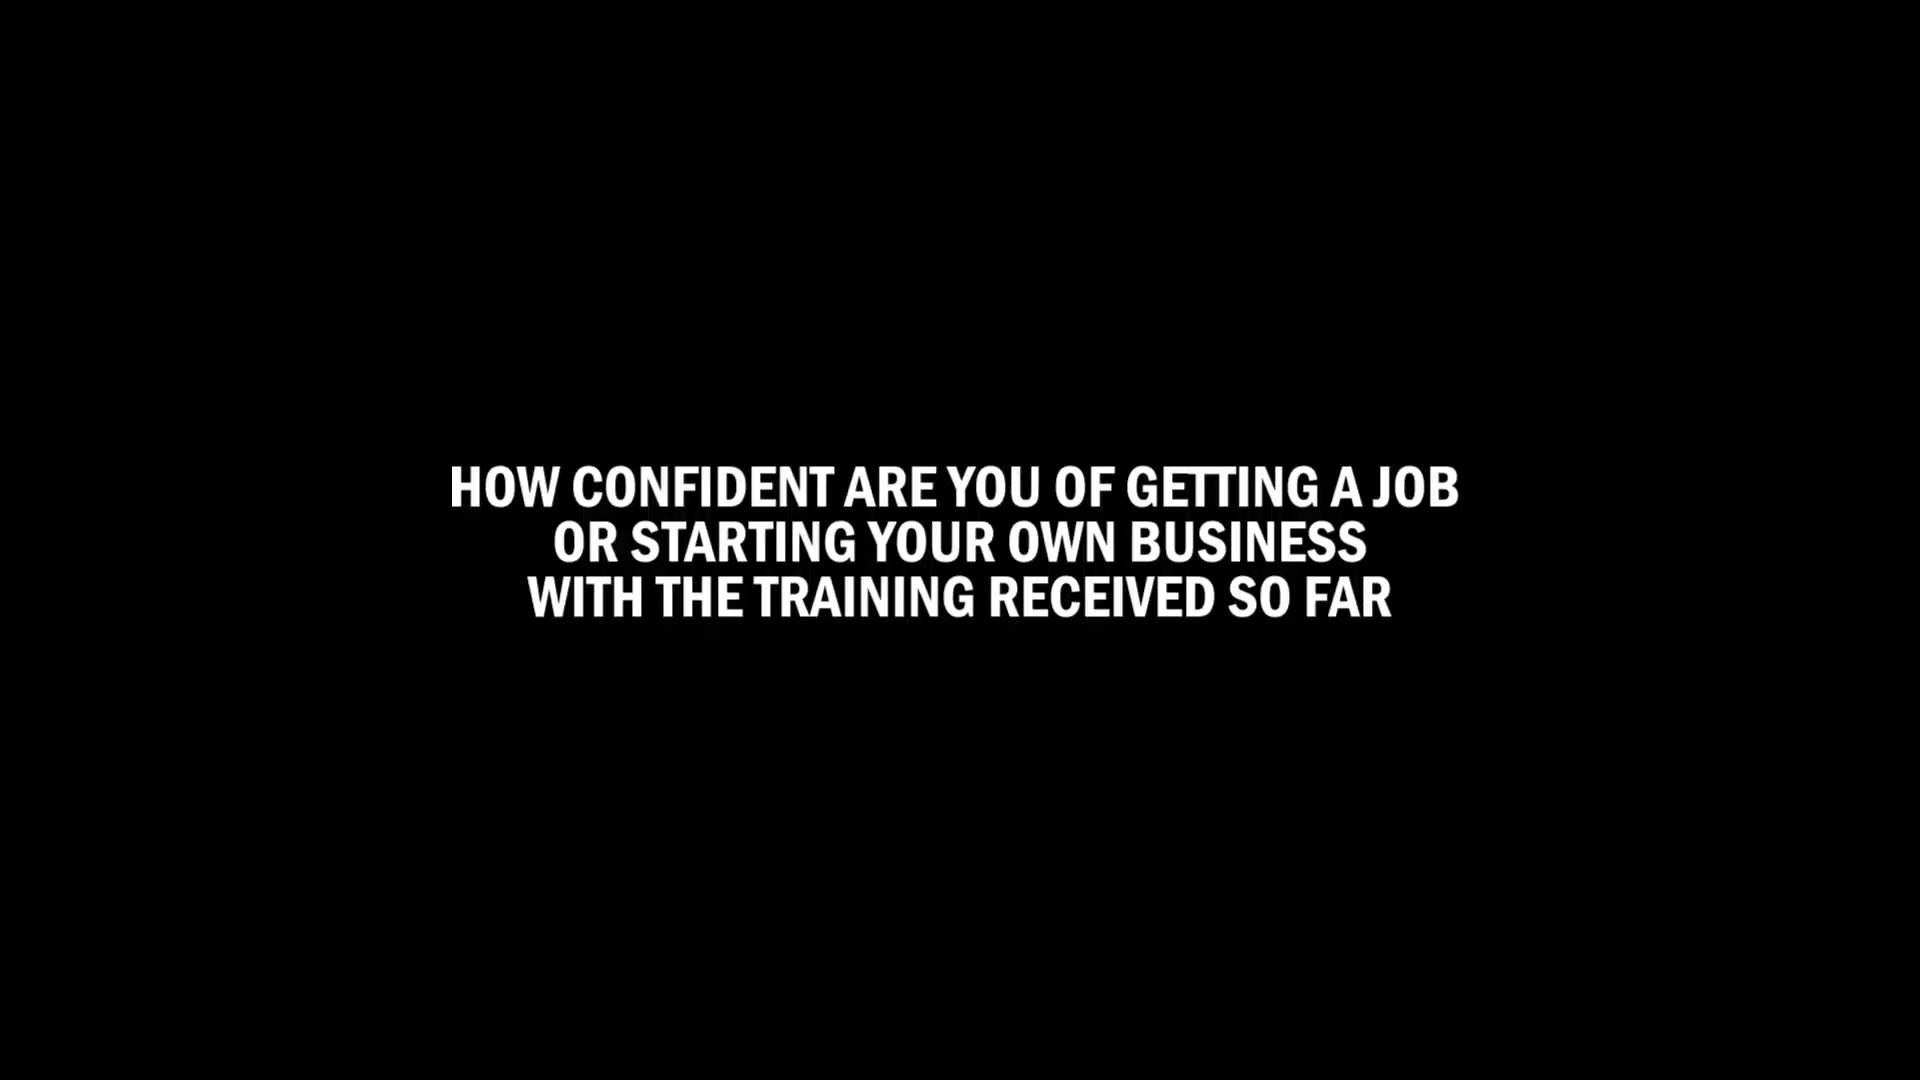 HOW CONFIDENT ARE YOU OF GETTING A JOB
OR STARTING YOUR OWN BUSINESS
WITH THE TRAINING RECEIVED SO FAR